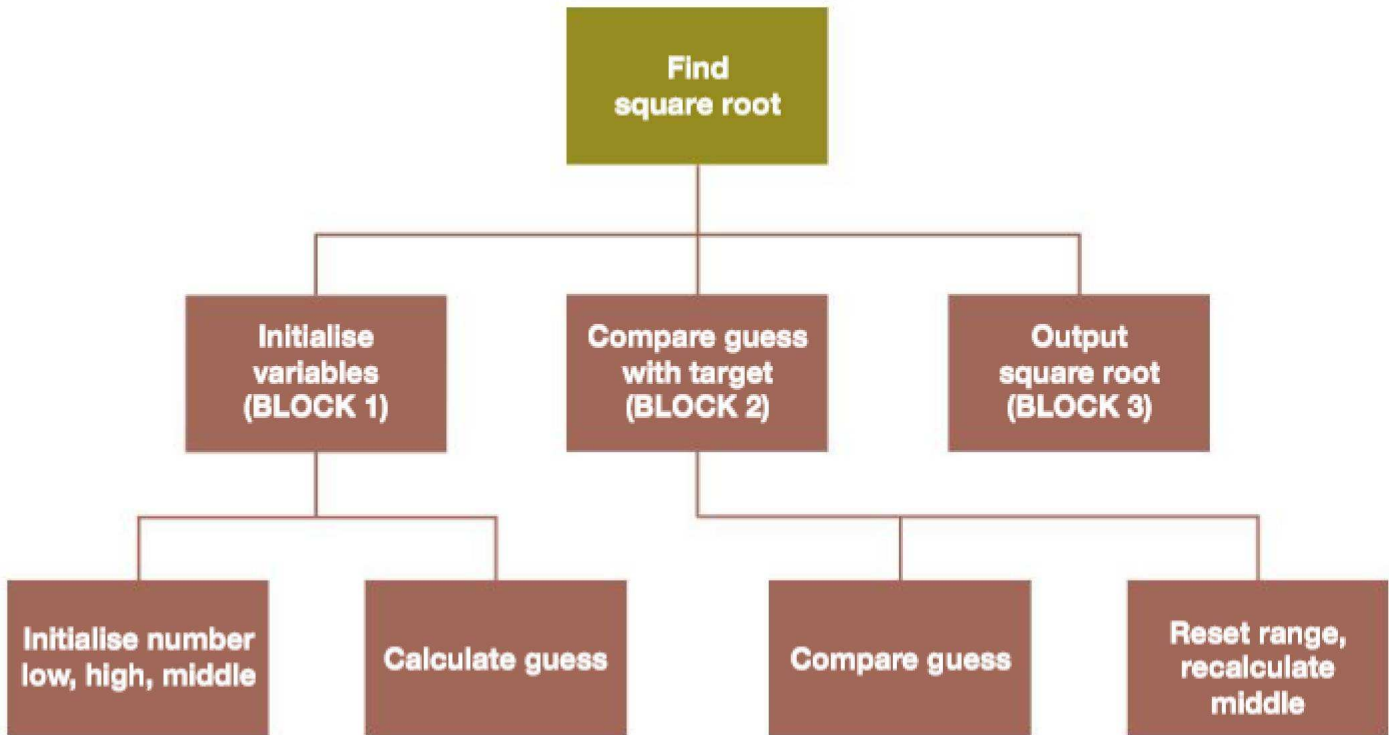 Find
square root
Initialise
variables
(BLOCK 1)
Compare guess
with target
(BLOCK 2)
Output
square root
(BLOCK 3)
Initialise number
low, high, middle
Calculate guess
Compare guess
Reset range,
recalculate
middle